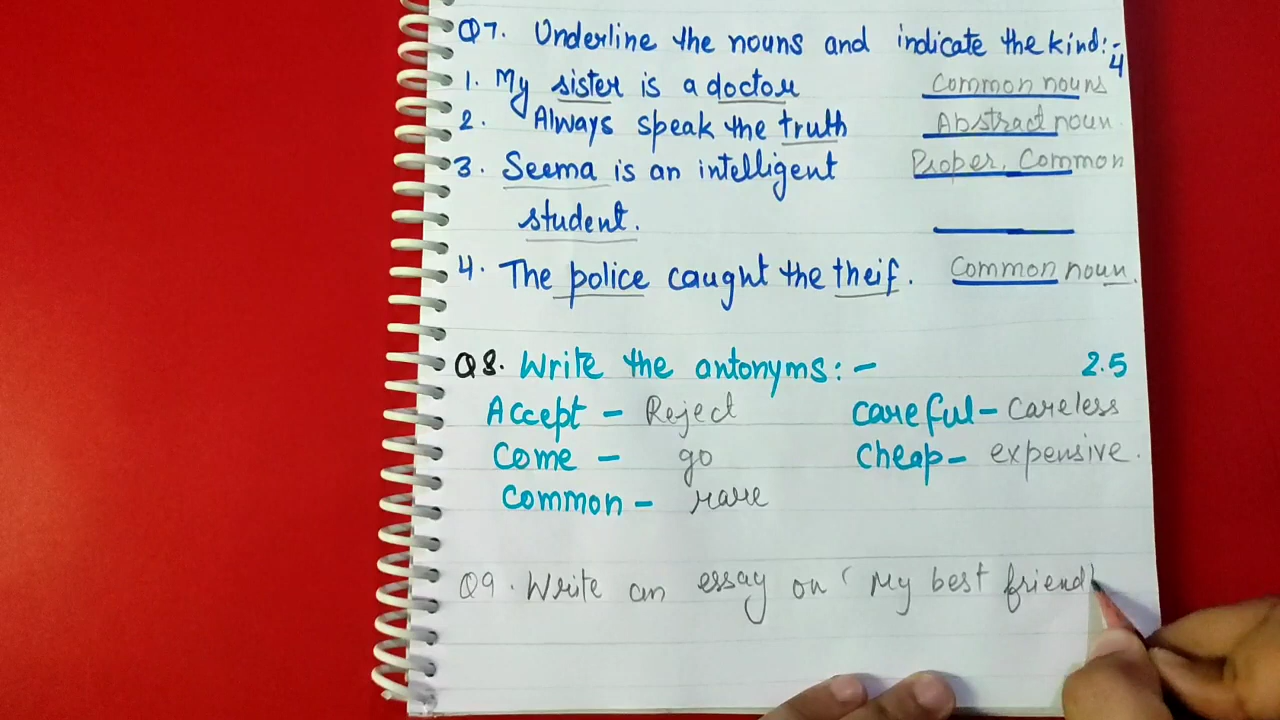 Q7. Underline the nouns and indicate the kind:-
4
1. My sister is a doctor Common nouns
2. Always speak the truth Abstract noun.
3. Seema is an intelligent Proper, Common
student.
4. The police caught the theif. Common noun.
Q8. Write the antonyms:- 2.5
Accept - Reject Careful - Careless
Come - go Cheap - expensive.
Common - rare
Q9. Write an essay on 'My best friend'